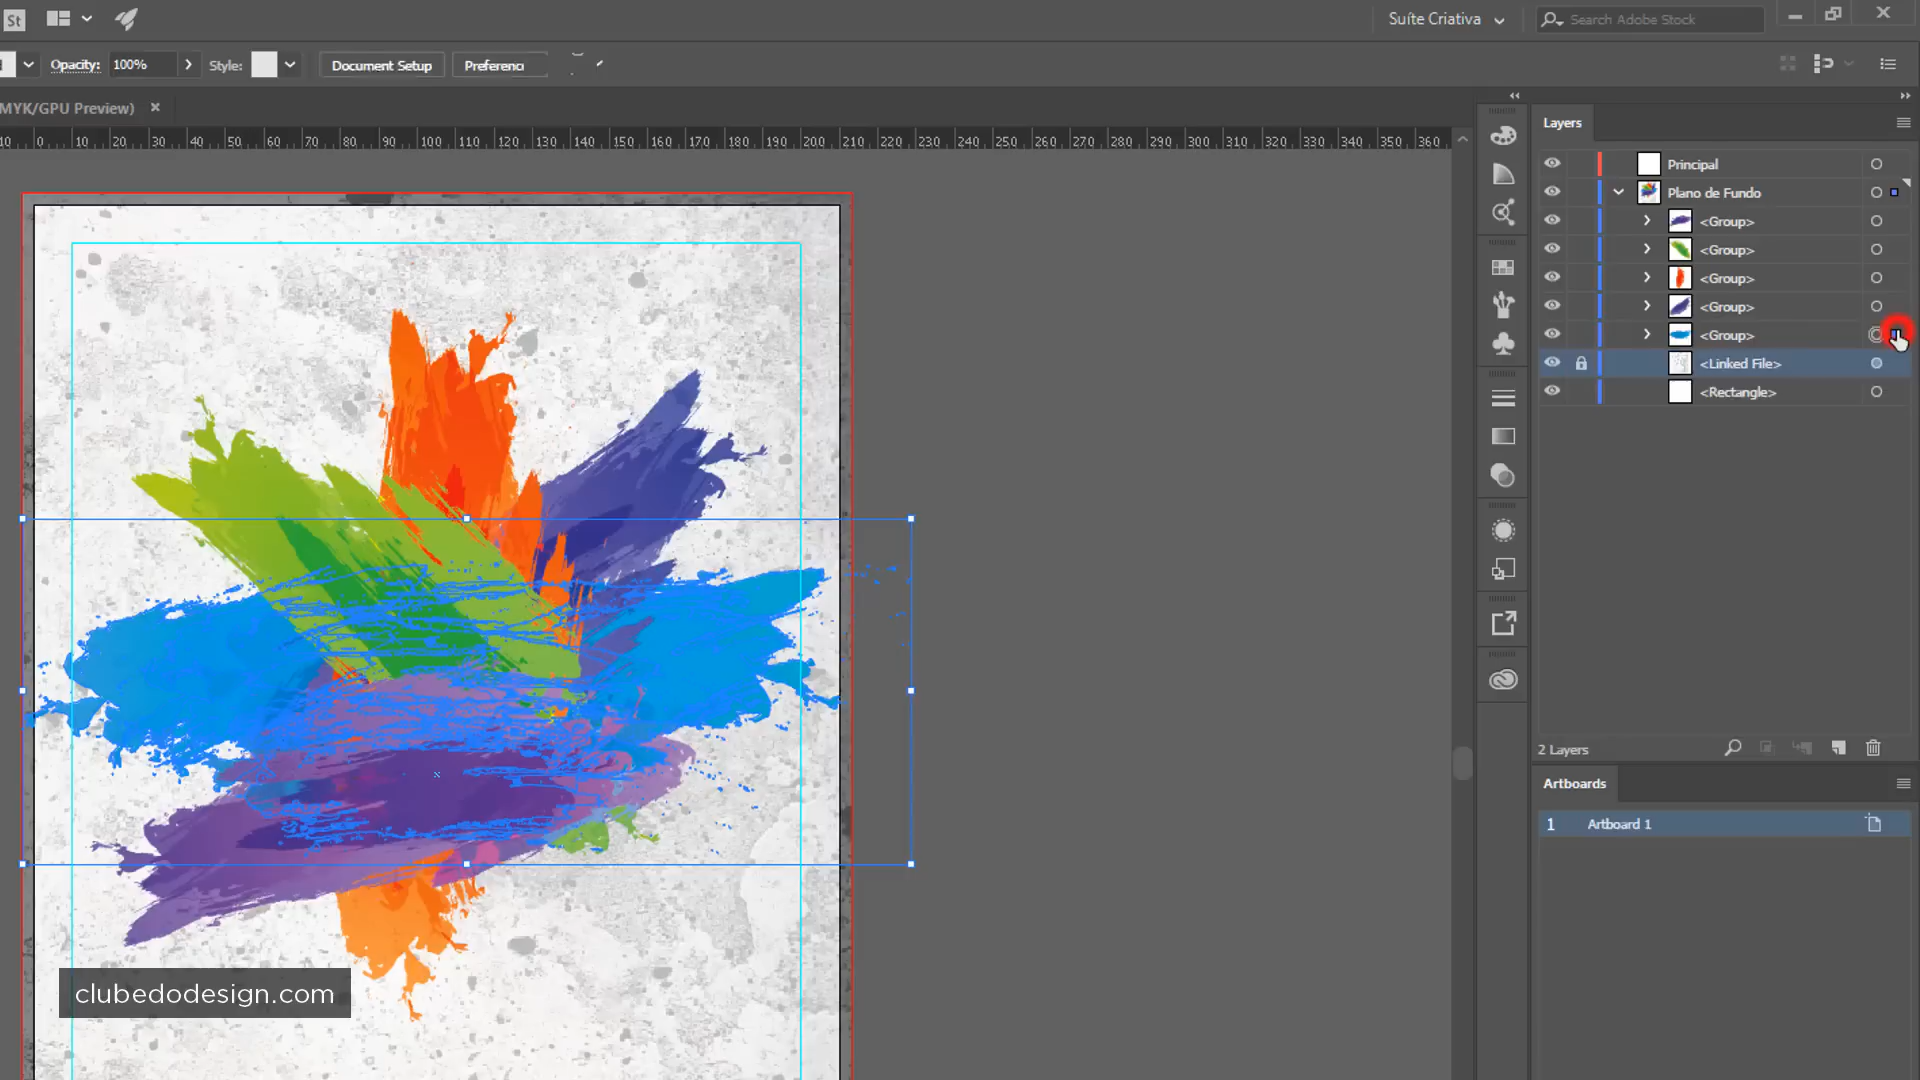 St
Suíte Criativa
Search Adobe Stock
Opacity:
100%
Style:
Document Setup
Preferenc
MYK/GPU Preview)
0 10 20 30 40 50 60 70 80 90 100 110 120 130 140 150 160 170 180 190 200 210 220 230 240 250 260 270 280 290 300 310 320 330 340 350 360
Layers
Principal
Plano de Fundo
<Group>
<Group>
<Group>
<Group>
<Group>
<Linked File>
<Rectangle>
2 Layers
Artboards
1 Artboard 1
clubedodesign.com